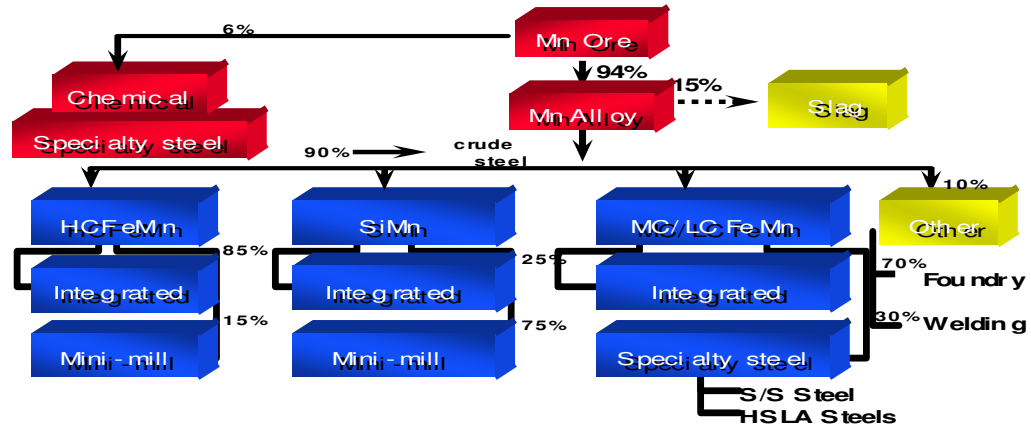 6%
Mn Ore
94%
15%
Chemical
Mn Alloy
Slag
Specialty steel
90%
crude
steel
10%
HCFeMn
SiMn
MC/LC FeMn
Other
85%
25%
70%
Integrated
Integrated
Integrated
Foundry
15%
75%
30%
Welding
Mini-mill
Mini-mill
Specialty steel
S/S Steel
HSLA Steels